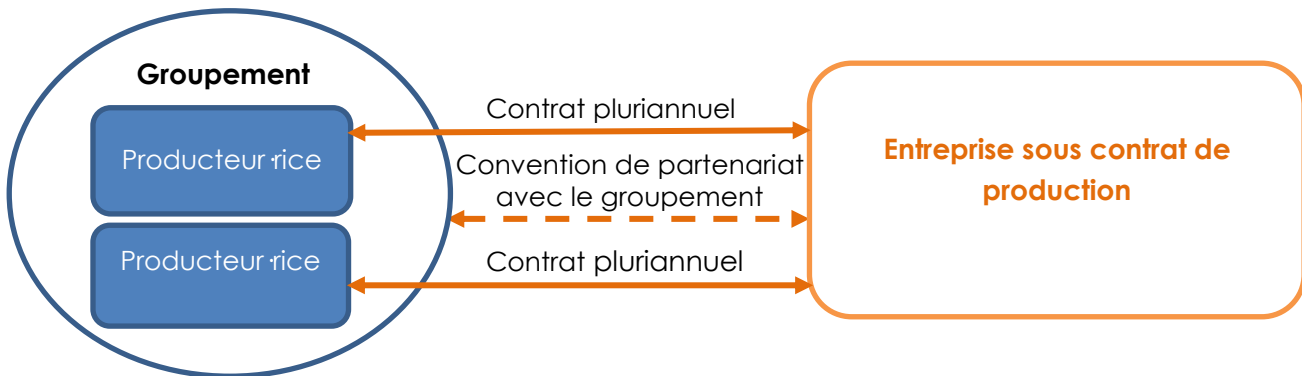 Groupement
Producteur·rice
Producteur·rice
Contrat pluriannuel
Convention de partenariat
avec le groupement
Contrat pluriannuel
Entreprise sous contrat de
production